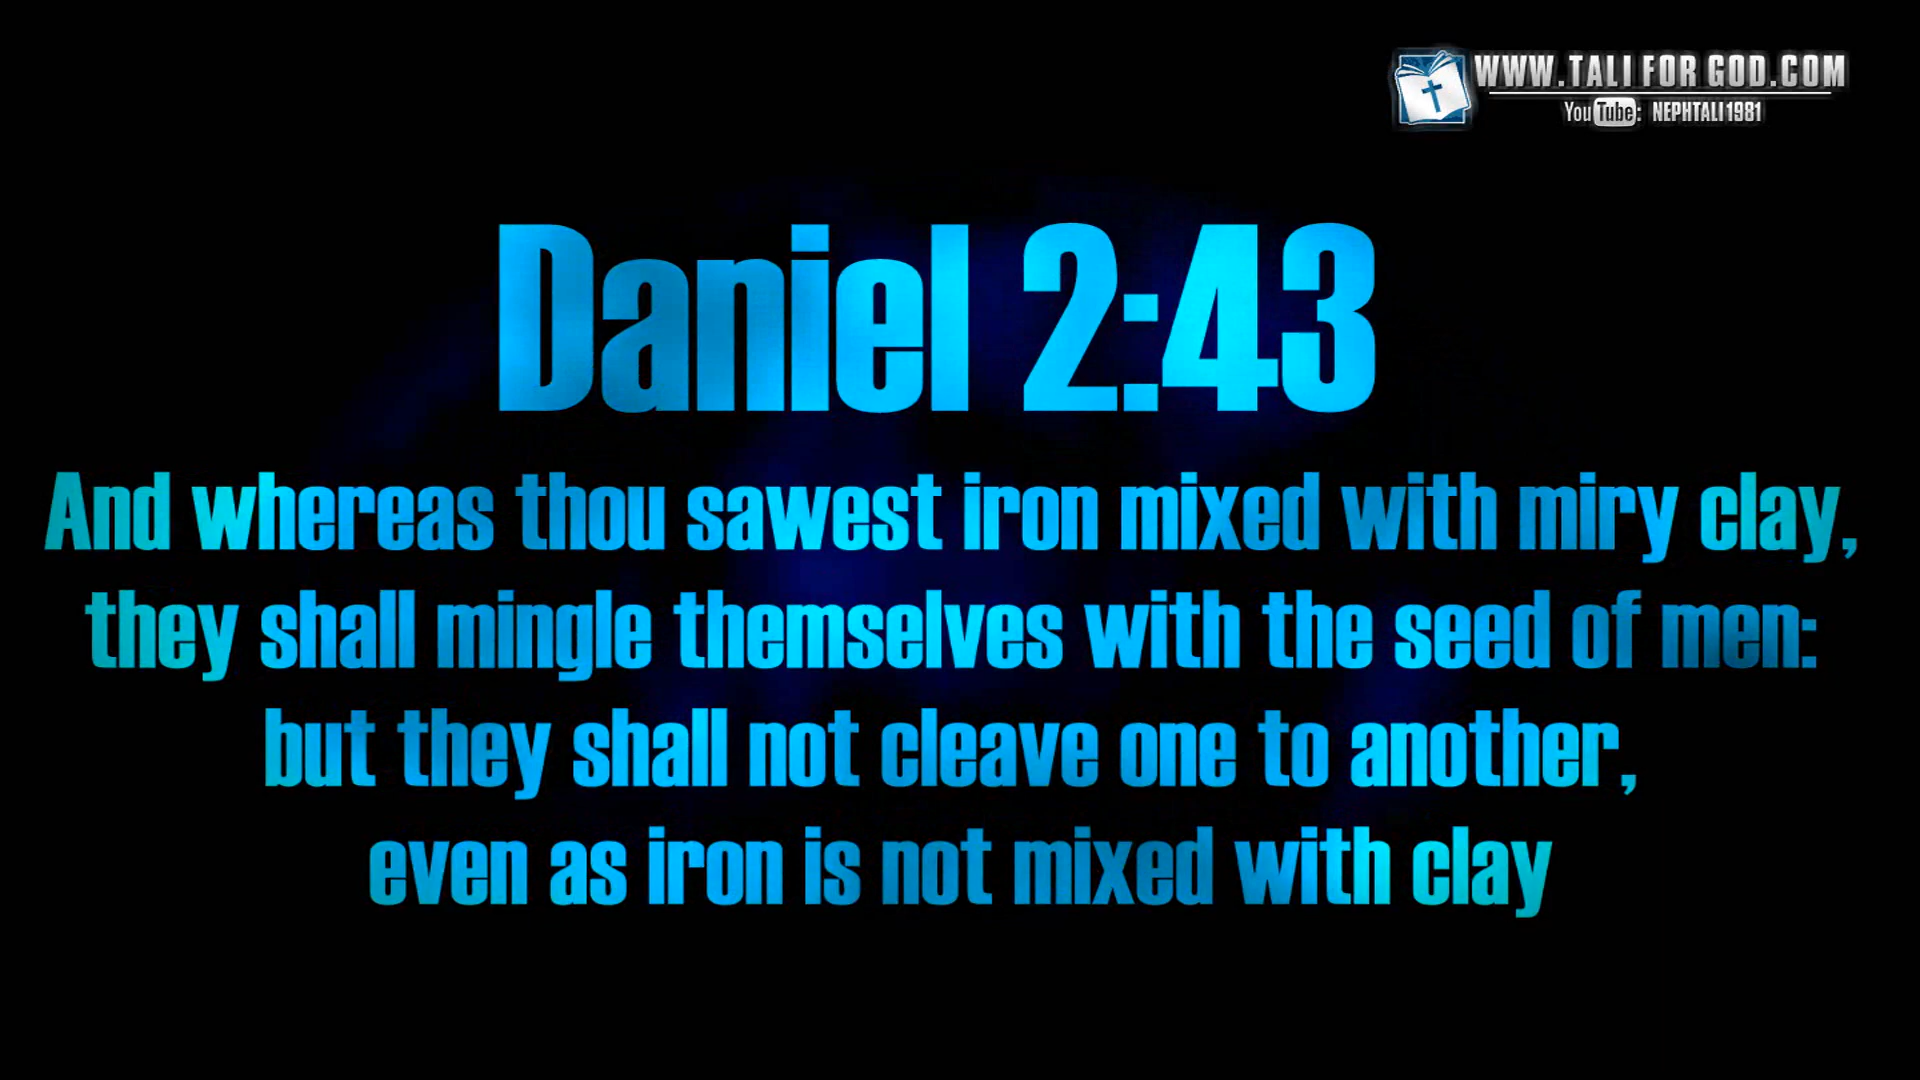 WWW.TALI FOR GOD.COM
YouTube: NEPHTALI1981
Daniel 2:43
And whereas thou sawest iron mixed with miry clay,
they shall mingle themselves with the seed of men:
but they shall not cleave one to another,
even as iron is not mixed with clay